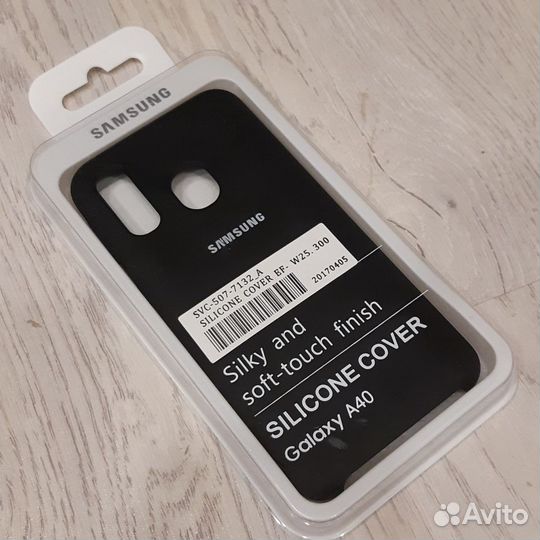 SAMSUNG
SAMSUNG
SVC-507-7132_A
SILICONE COVER EF- W25. 300
20170405
Silky and
soft-touch finish
SILICONE COVER
Galaxy A40
Avito